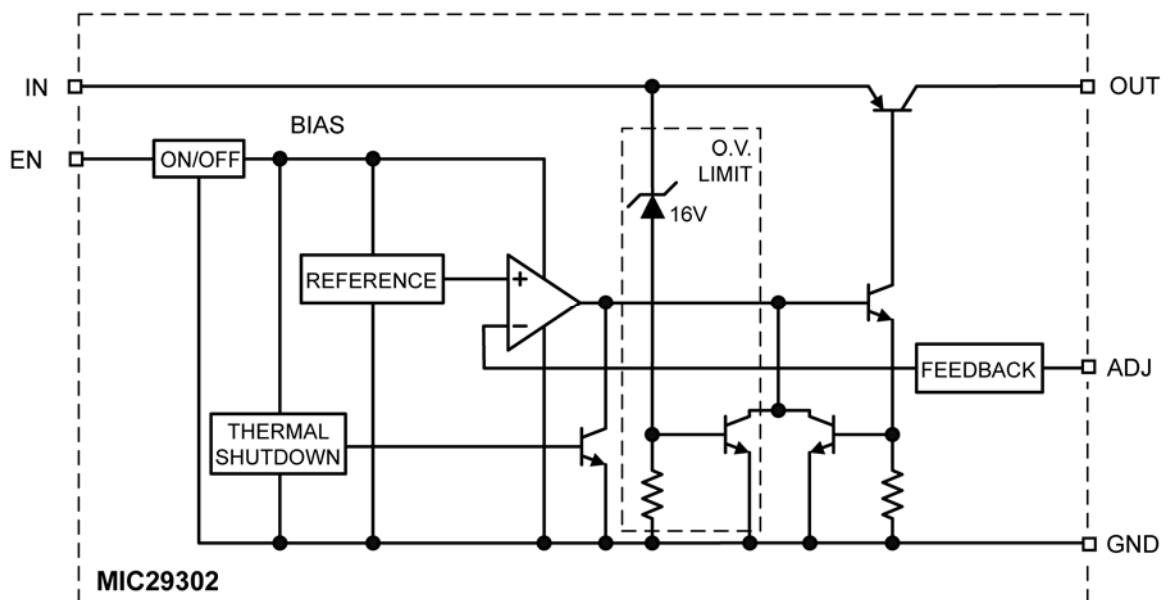 IN
OUT
BIAS
O.V.
LIMIT
EN
ON/OFF
16V
REFERENCE
+
−
FEEDBACK
ADJ
THERMAL
SHUTDOWN
GND
MIC29302